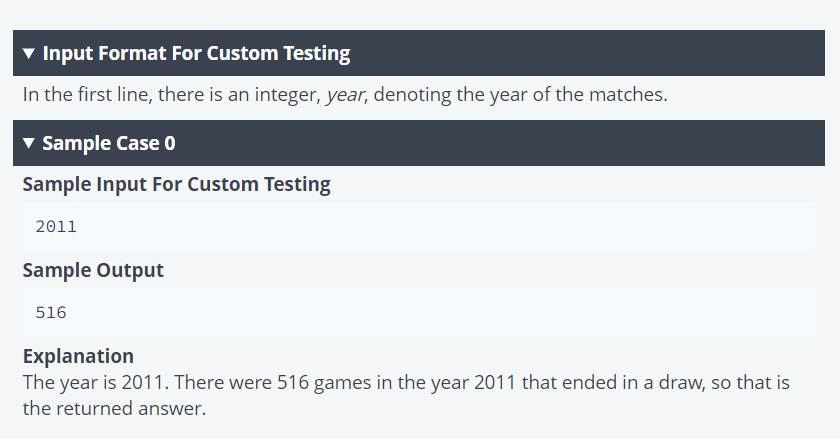 ▼ Input Format For Custom Testing
In the first line, there is an integer, year, denoting the year of the matches.
▼ Sample Case 0
Sample Input For Custom Testing
2011
Sample Output
516
Explanation
The year is 2011. There were 516 games in the year 2011 that ended in a draw, so that is
the returned answer.